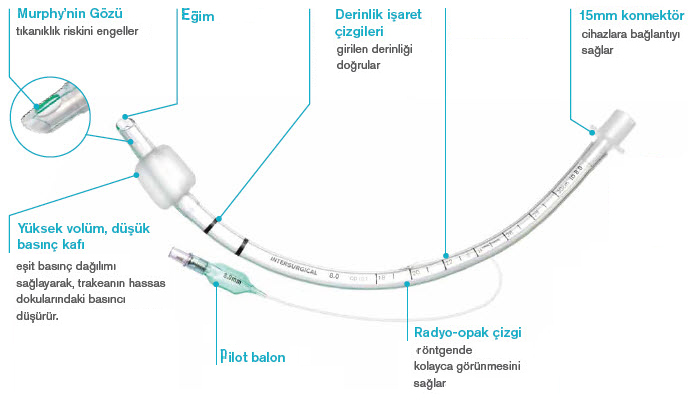 Murphy'nin Gözü
tıkanıklık riskini engeller
Eğim
Derinlik işaret
çizgileri
girilen derinliği
doğrular
15mm konnektör
cihazlara bağlantıyı
sağlar
Yüksek volüm, düşük
basınç kafı
eşit basınç dağılımı
sağlayarak, trakeanın hassas
dokularındaki basıncı
düşürür.
INTERSURGICAL 8.0
Pilot balon
Radyo-opak çizgi
röntgende
kolayca görünmesini
sağlar